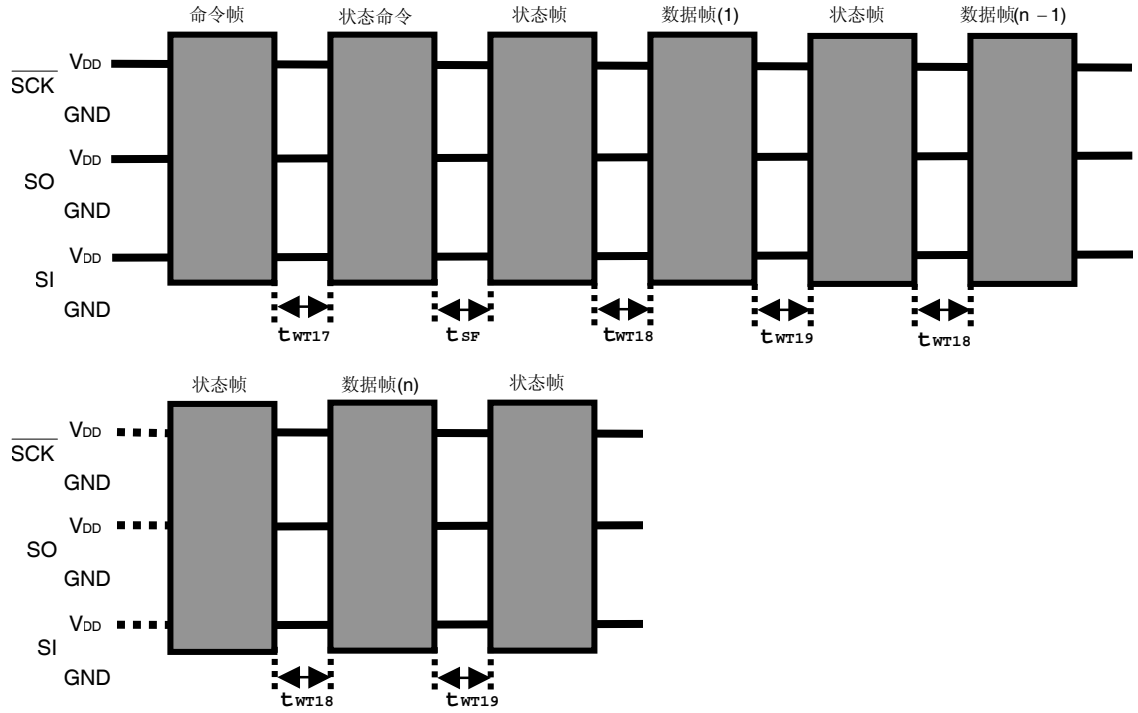 命令帧 状态命令 状态帧 数据帧(1) 状态帧 数据帧(n – 1)
SCK VDD
GND
SO VDD
GND
SI VDD
GND
tWT17 tSF tWT18 tWT19 tWT18
状态帧 数据帧(n) 状态帧
SCK VDD
GND
SO VDD
GND
SI VDD
GND
tWT18 tWT19